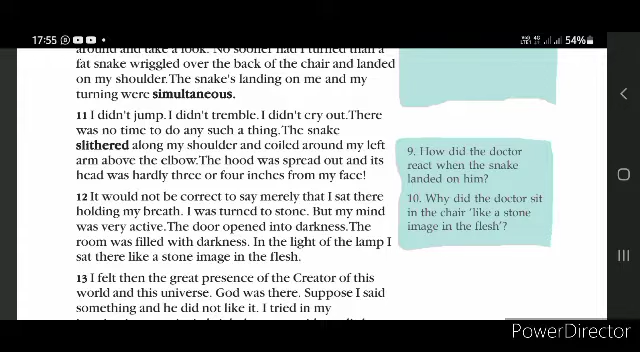 17:55
54%
around and take a look. No sooner had I turned than a
fat snake wriggled over the back of the chair and landed
on my shoulder. The snake's landing on me and my
turning were simultaneous.
11 I didn't jump. I didn't tremble. I didn't cry out. There
was no time to do any such a thing. The snake
slithered along my shoulder and coiled around my left
arm above the elbow. The hood was spread out and its
head was hardly three or four inches from my face!
12 It would not be correct to say merely that I sat there
holding my breath. I was turned to stone. But my mind
was very active. The door opened into darkness. The
room was filled with darkness. In the light of the lamp I
sat there like a stone image in the flesh.
13 I felt then the great presence of the Creator of this
world and this universe. God was there. Suppose I said
something and he did not like it. I tried in my
9. How did the doctor
react when the snake
landed on him?
10. Why did the doctor sit
in the chair 'like a stone
image in the flesh'?
PowerDirector